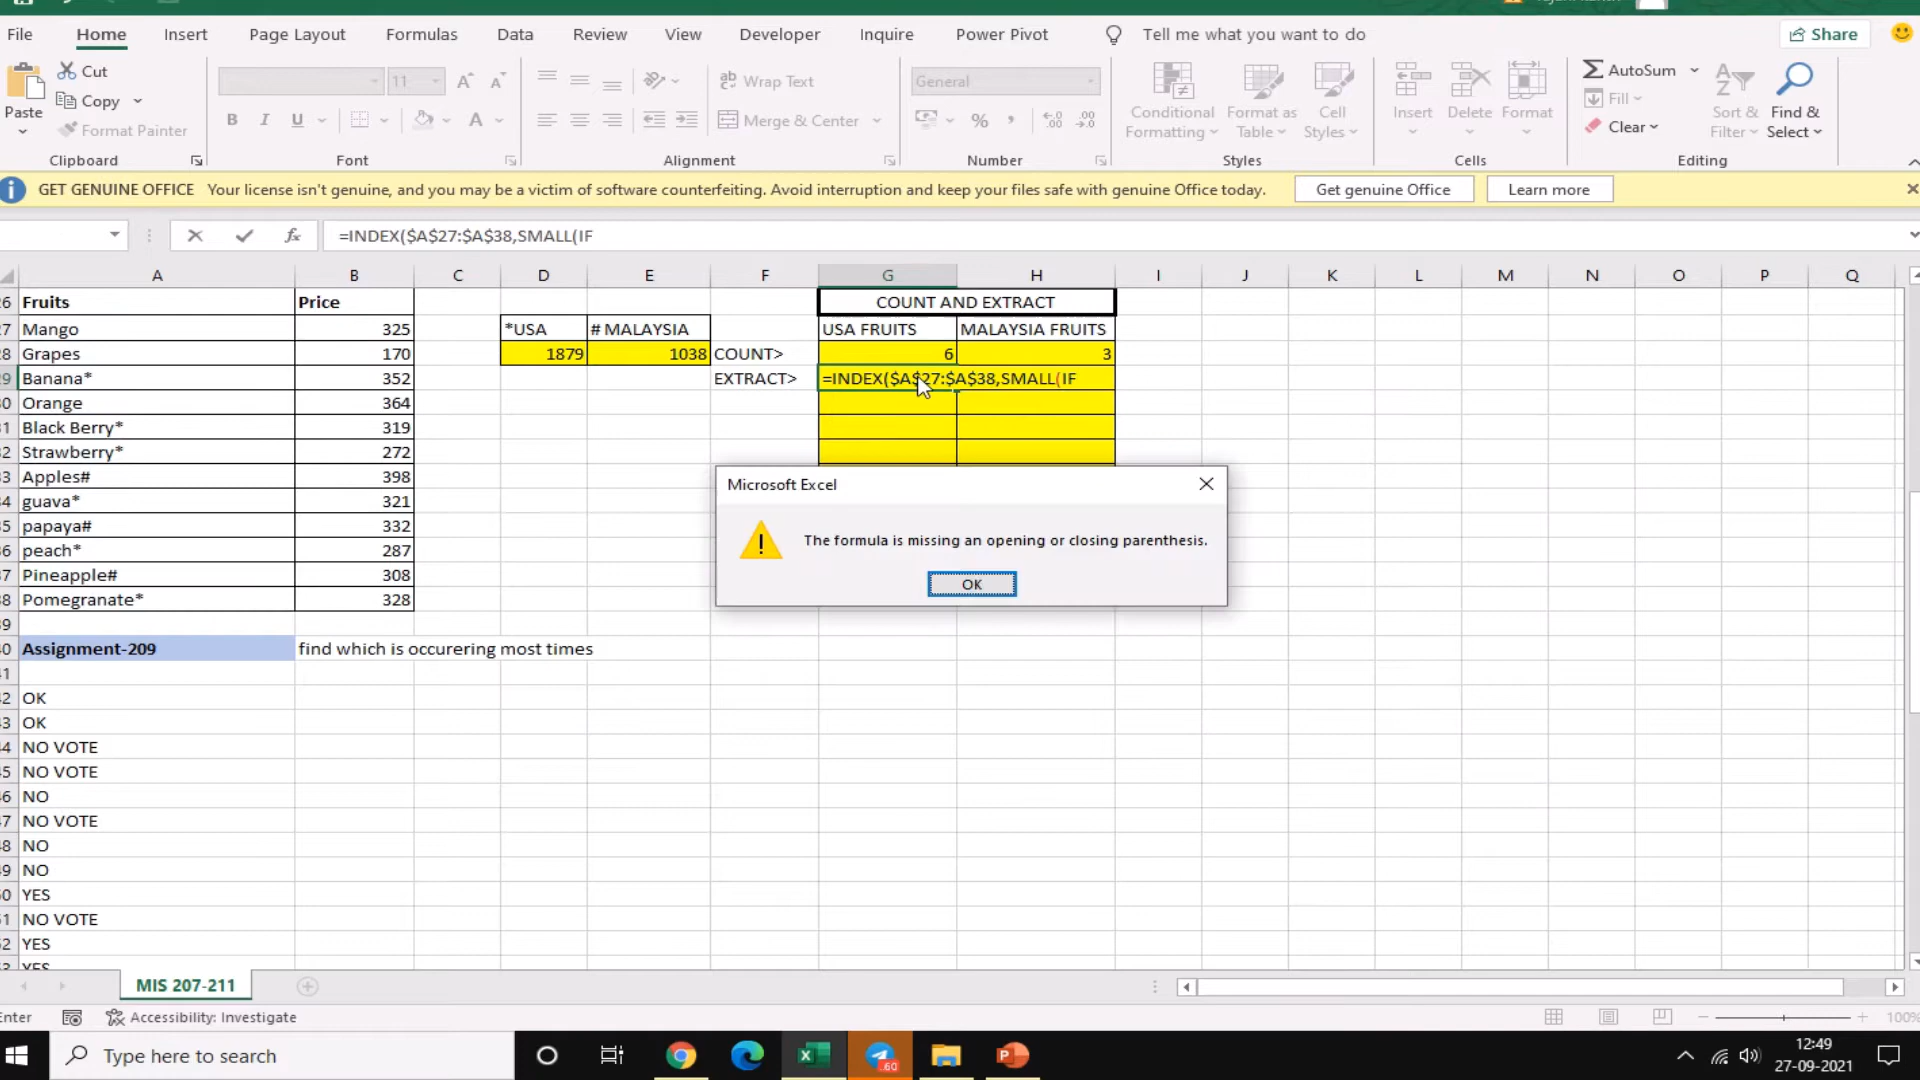 File Home Insert Page Layout Formulas Data Review View Developer Inquire Power Pivot Tell me what you want to do Share
Cut
Copy
Format Painter
Paste
Clipboard
11
B I U
Font
ab Wrap Text
Merge & Center
Alignment
General
%
Number
Conditional Formatting
Format as Table
Cell Styles
Styles
Insert Delete Format
Cells
AutoSum
Fill
Clear
Sort & Filter
Find & Select
Editing
GET GENUINE OFFICE Your license isn't genuine, and you may be a victim of software counterfeiting. Avoid interruption and keep your files safe with genuine Office today. Get genuine Office Learn more
fx =INDEX($A$27:$A$38,SMALL(IF
A B C D E F G H I J K L M N O P Q
Fruits Price COUNT AND EXTRACT
Mango 325 *USA # MALAYSIA USA FRUITS MALAYSIA FRUITS
Grapes 170 1879 1038 COUNT> 6 3
Banana* 352 EXTRACT> =INDEX($A$27:$A$38,SMALL(IF
Orange 364
Black Berry* 319
Strawberry* 272
Apples# 398
guava* 321
papaya# 332
peach* 287
Pineapple# 308
Pomegranate* 328
Microsoft Excel
The formula is missing an opening or closing parenthesis.
OK
Assignment-209 find which is occurering most times
OK
OK
NO VOTE
NO VOTE
NO
NO VOTE
NO
NO
YES
NO VOTE
YES
YES
MIS 207-211
Accessibility: Investigate
Type here to search
.60
12:49
27-09-2021